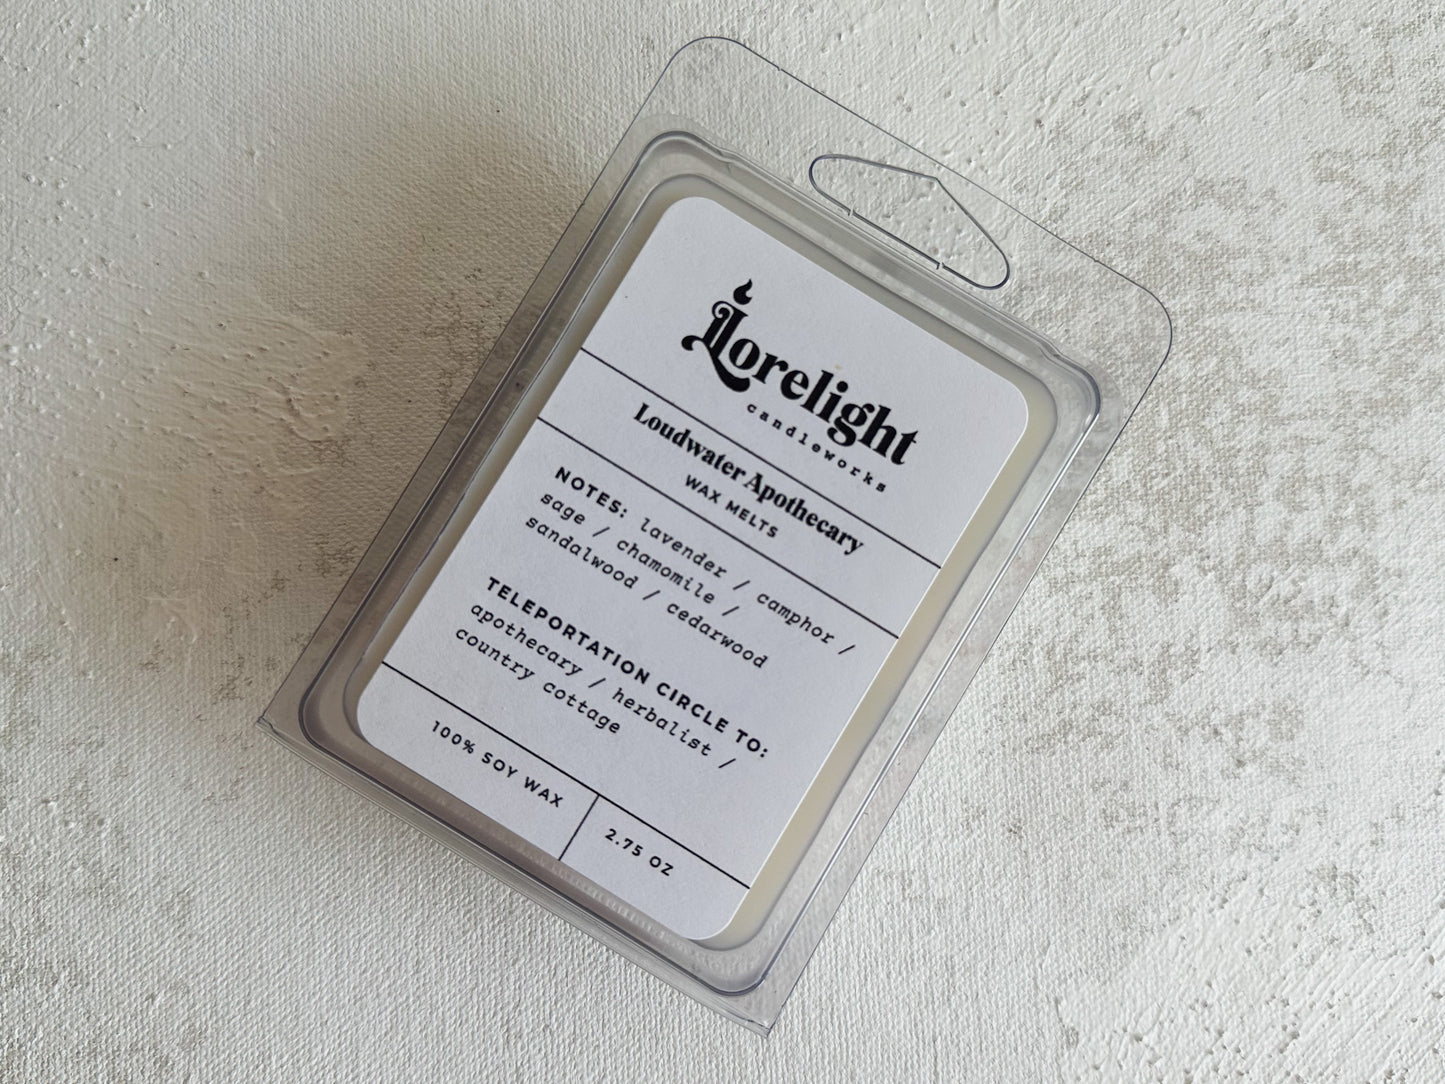 Lorelight
candleworks
Loudwater Apothecary
WAX MELTS
NOTES: lavender / camphor /
sage / chamomile /
sandalwood / cedarwood
TELEPORTATION CIRCLE TO:
apothecary / herbalist /
country cottage
100% SOY WAX
2.75 OZ